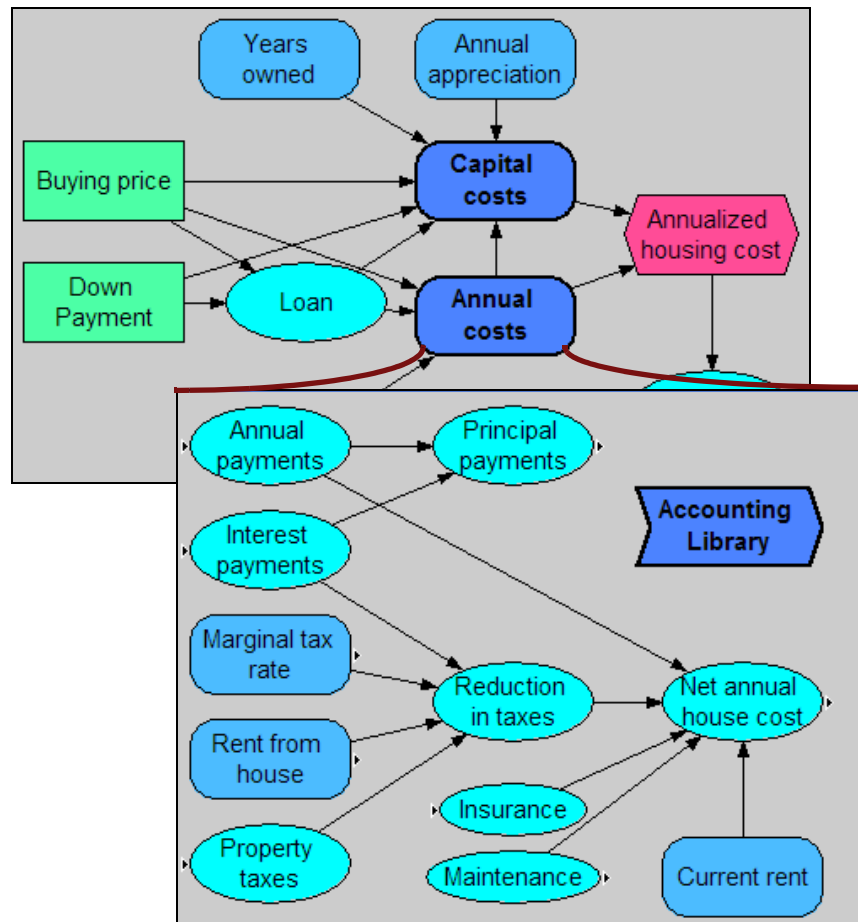 Years
owned
Annual
appreciation
Buying price
Capital
costs
Annualized
housing cost
Down
Payment
Loan
Annual
costs
Annual
payments
Principal
payments
Accounting
Library
Interest
payments
Marginal tax
rate
Reduction
in taxes
Net annual
house cost
Rent from
house
Insurance
Property
taxes
Maintenance
Current rent